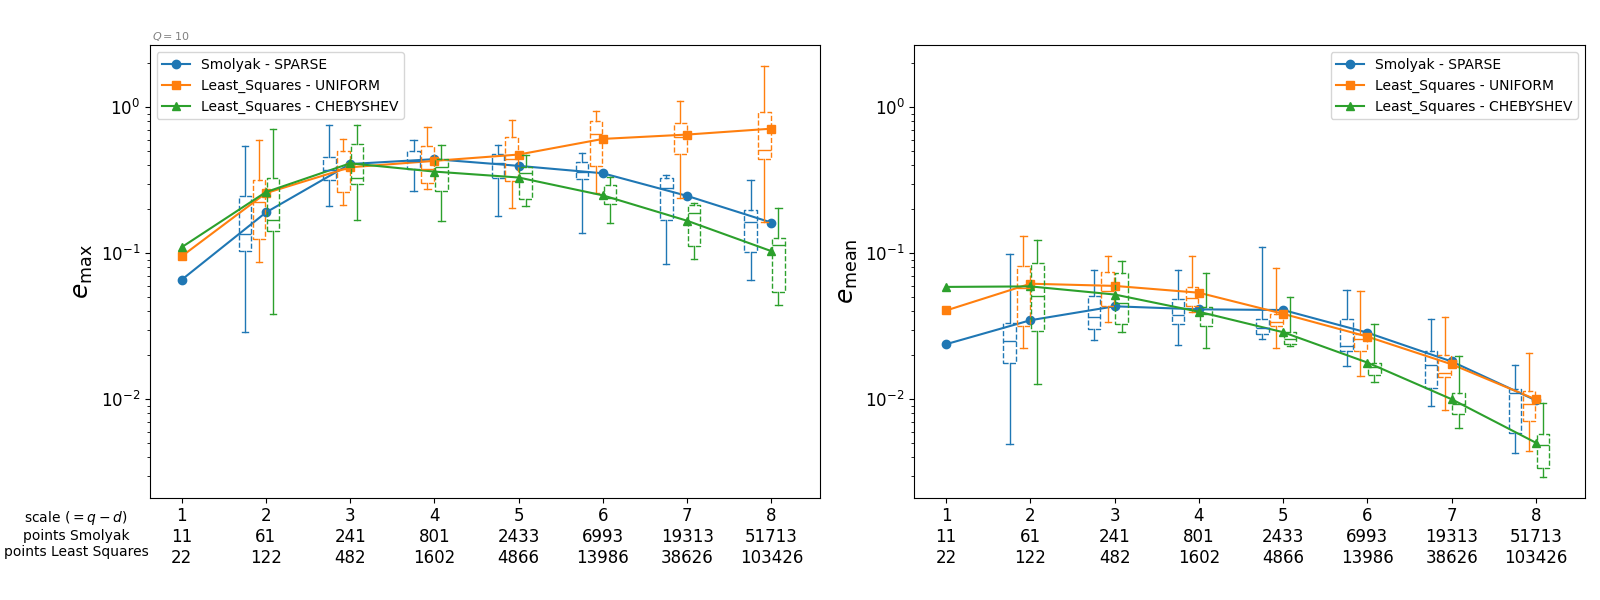 Q = 10
Smolyak - SPARSE
Least_Squares - UNIFORM
Least_Squares - CHEBYSHEV
10⁰
10⁻¹
10⁻²
e_max
scale (= q − d)
1 2 3 4 5 6 7 8
points Smolyak
11 61 241 801 2433 6993 19313 51713
points Least Squares
22 122 482 1602 4866 13986 38626 103426
Smolyak - SPARSE
Least_Squares - UNIFORM
Least_Squares - CHEBYSHEV
10⁰
10⁻¹
10⁻²
e_mean
1 2 3 4 5 6 7 8
11 61 241 801 2433 6993 19313 51713
22 122 482 1602 4866 13986 38626 103426